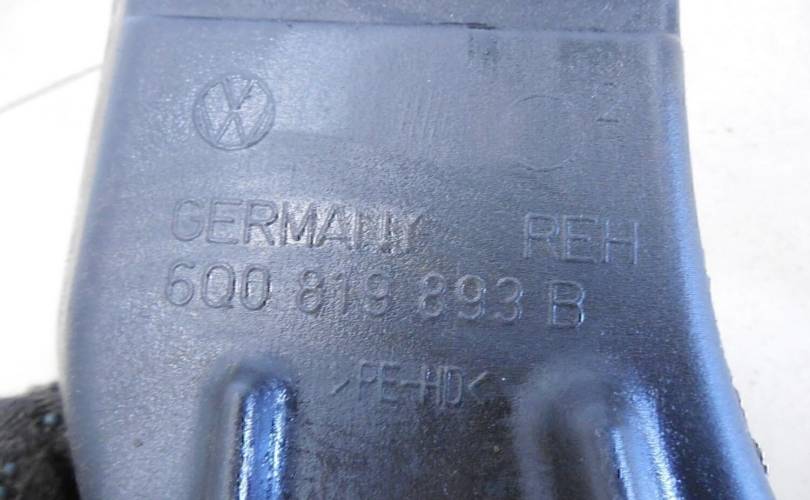 GERMANY REH
6Q0 819 893 B
>PE-HD<